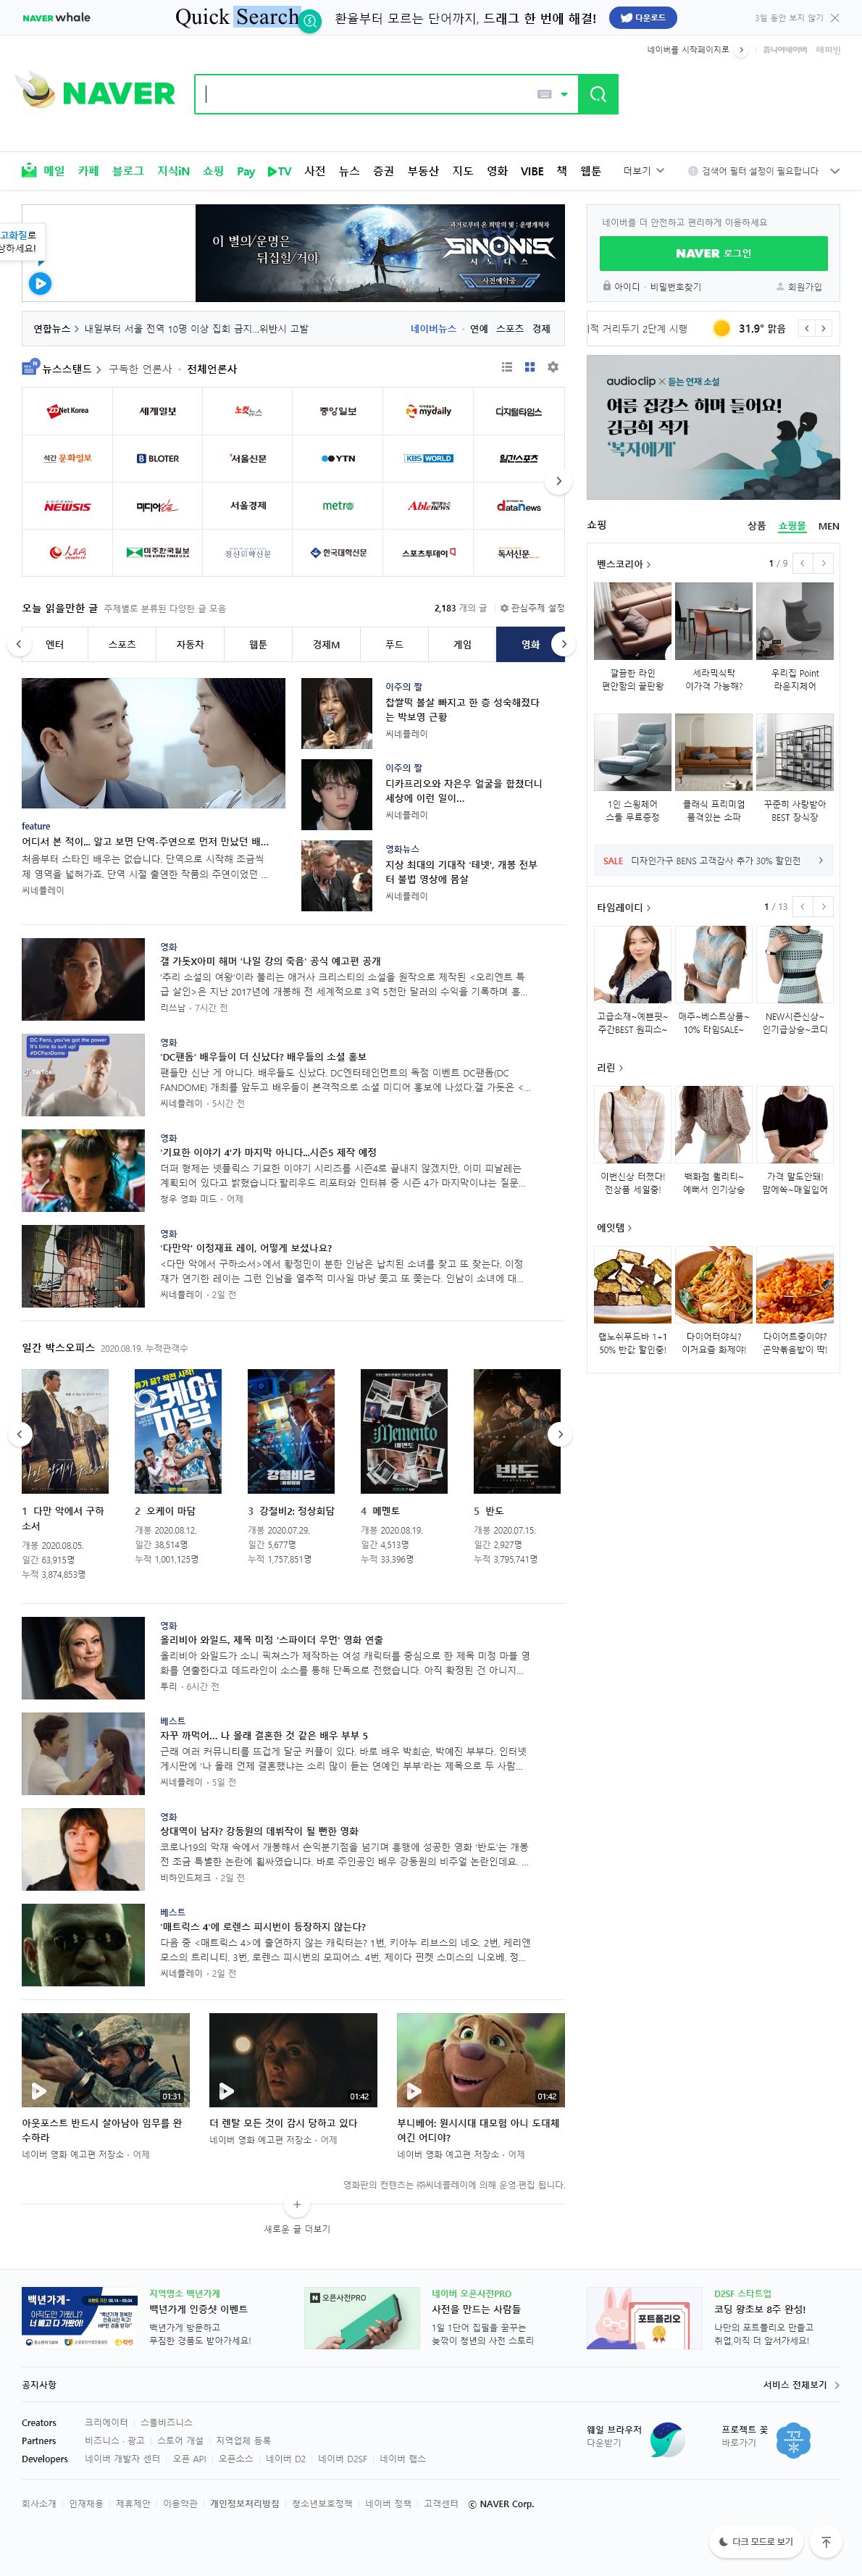 NAVER whale
Quick Search
환율부터 모르는 단어까지, 드래그 한 번에 해결!
다운로드
3일 동안 보지 않기
네이버를 시작페이지로
쥬니어네이버 해피빈
NAVER
메일 카페 블로그 지식iN 쇼핑 Pay TV 사전 뉴스 증권 부동산 지도 영화 VIBE 책 웹툰 더보기
검색어 필터 설정이 필요합니다
고화질로
상하세요!
이 별의/운명은
뒤집힐/거야
과거로부터 온 희망의 빛 : 운명개척자
SINONIS
시노니스
사전예약중
네이버를 더 안전하고 편리하게 이용하세요
NAVER 로그인
아이디 · 비밀번호찾기 회원가입
연합뉴스 내일부터 서울 전역 10명 이상 집회 금지...위반시 고발
네이버뉴스 · 연예 스포츠 경제
적 거리두기 2단계 시행
31.9° 맑음
뉴스스탠드 구독한 언론사 · 전체언론사
ZDNet Korea 세계일보 노컷뉴스 중앙일보 mydaily 디지털타임스
석간 문화일보 BLOTER 서울신문 YTN KBS WORLD 일간스포츠
NEWSIS 미디어오늘 서울경제 metro Ablenews dataNews
people.cn 미주한국일보 THE KOREA TIMES U.S.A 정신의학신문 한국대학신문 스포츠투데이 독서신문
audioclip × 듣는 연재 소설
여름 집캉스 하며 들어요!
김금희 작가
'복자에게'
오늘 읽을만한 글 주제별로 분류된 다양한 글 모음
2,183 개의 글 관심주제 설정
엔터 스포츠 자동차 웹툰 경제M 푸드 게임 영화
feature
어디서 본 적이... 알고 보면 단역-주연으로 먼저 만났던 배...
처음부터 스타인 배우는 없습니다. 단역으로 시작해 조금씩
제 영역을 넓혀가죠. 단역 시절 출연한 작품의 주연이었던 ...
씨네플레이
이주의 짤
찹쌀떡 볼살 빠지고 한 층 성숙해졌다
는 박보영 근황
씨네플레이
이주의 짤
디카프리오와 차은우 얼굴을 합쳤더니
세상에 이런 일이...
씨네플레이
영화뉴스
지상 최대의 기대작 '테넷', 개봉 전부
터 불법 영상에 몸살
씨네플레이
영화
갤 가돗X아미 해머 '나일 강의 죽음' 공식 예고편 공개
'추리 소설의 여왕'이라 불리는 애거사 크리스티의 소설을 원작으로 제작된 <오리엔트 특
급 살인>은 지난 2017년에 개봉해 전 세계적으로 3억 5천만 달러의 수익을 기록하며 흥...
리쓰남 · 7시간 전
DC Fans, you've got the power
It's time to suit up!
#DCFanDome
TikTok
영화
'DC팬돔' 배우들이 더 신났다? 배우들의 소셜 홍보
팬들만 신난 게 아니다. 배우들도 신났다. DC엔터테인먼트의 독점 이벤트 DC팬돔(DC
FANDOME) 개최를 앞두고 배우들이 본격적으로 소셜 미디어 홍보에 나섰다.갤 가돗은 <...
씨네플레이 · 5시간 전
영화
'기묘한 이야기 4'가 마지막 아니다...시즌5 제작 예정
더퍼 형제는 넷플릭스 기묘한 이야기 시리즈를 시즌4로 끝내지 않겠지만, 이미 피날레는
계획되어 있다고 밝혔습니다.할리우드 리포터와 인터뷰 중 시즌 4가 마지막이냐는 질문...
청우 영화 미드 · 어제
영화
'다만악' 이정재표 레이, 어떻게 보셨나요?
<다만 악에서 구하소서>에서 황정민이 분한 인남은 납치된 소녀를 찾고 또 찾는다. 이정
재가 연기한 레이는 그런 인남을 열추적 미사일 마냥 쫓고 또 쫓는다. 인남이 소녀에 대...
씨네플레이 · 2일 전
쇼핑 상품 쇼핑몰 MEN
벤스코리아 1 / 9
깔끔한 라인
편안함의 끝판왕
세라믹식탁
이가격 가능해?
우리집 Point
라운지체어
1인 스윙체어
스툴 무료증정
클래식 프리미엄
품격있는 소파
꾸준히 사랑받아
BEST 장식장
SALE 디자인가구 BENS 고객감사 추가 30% 할인전
타임레이디 1 / 13
고급소재~예쁜핏~
주간BEST 원피스~
매주~베스트상품~
10% 타임SALE~
NEW시즌신상~
인기급상승~코디
리린
이번신상 터졌다!
전상품 세일중!
백화점 퀄리티~
예뻐서 인기상승
가격 말도안돼!
맘에쏙~매일입어
에잇템
랩노쉬푸드바 1+1
50% 반값 할인중!
다이어터야식?
이거요즘 화제야!
다이어트중이야?
곤약볶음밥이 딱!
일간 박스오피스 2020.08.19. 누적관객수
휴가 끝? 작전 시작!
오케이 마담
강철비2
Memento
메멘토
반도
1 다만 악에서 구하
소서
개봉 2020.08.05.
일간 63,915명
누적 3,874,853명
2 오케이 마담
개봉 2020.08.12.
일간 38,514명
누적 1,001,125명
3 강철비2: 정상회담
개봉 2020.07.29.
일간 5,677명
누적 1,757,851명
4 메멘토
개봉 2020.08.19.
일간 4,513명
누적 33,396명
5 반도
개봉 2020.07.15.
일간 2,927명
누적 3,795,741명
영화
올리비아 와일드, 제목 미정 '스파이더 우먼' 영화 연출
올리비아 와일드가 소니 픽쳐스가 제작하는 여성 캐릭터를 중심으로 한 제목 미정 마블 영
화를 연출한다고 데드라인이 소스를 통해 단독으로 전했습니다. 아직 확정된 건 아니지...
투리 · 6시간 전
베스트
자꾸 까먹어... 나 몰래 결혼한 것 같은 배우 부부 5
근래 여러 커뮤니티를 뜨겁게 달군 커플이 있다. 바로 배우 박희순, 박예진 부부다. 인터넷
게시판에 '나 몰래 언제 결혼했냐는 소리 많이 듣는 연예인 부부'라는 제목으로 두 사람...
씨네플레이 · 5일 전
영화
상대역이 남자? 강동원의 데뷔작이 될 뻔한 영화
코로나19의 악재 속에서 개봉해서 손익분기점을 넘기며 흥행에 성공한 영화 '반도'는 개봉
전 조금 특별한 논란에 휩싸였습니다. 바로 주인공인 배우 강동원의 비주얼 논란인데요. ...
비하인드체크 · 2일 전
베스트
'매트릭스 4'에 로렌스 피시번이 등장하지 않는다?
다음 중 <매트릭스 4>에 출연하지 않는 캐릭터는? 1번, 키아누 리브스의 네오. 2번, 케리앤
모스의 트리니티. 3번, 로렌스 피시번의 모피어스. 4번, 제이다 핀켓 스미스의 니오베. 정...
씨네플레이 · 2일 전
01:31
01:42
01:42
아웃포스트 반드시 살아남아 임무를 완
수하라
네이버 영화 예고편 저장소 · 어제
더 렌탈 모든 것이 감시 당하고 있다
네이버 영화 예고편 저장소 · 어제
부니베어: 원시시대 대모험 아니 도대체
여긴 어디야?
네이버 영화 예고편 저장소 · 어제
영화판의 컨텐츠는 ㈜씨네플레이에 의해 운영·편집 됩니다.
새로운 글 더보기
백년가게-
아직도안가봤니?
너 빼고 다 가봤어!
지역명소 백년가게
백년가게 인증샷 이벤트
백년가게 방문하고
푸짐한 경품도 받아가세요!
오픈사전PRO
네이버 오픈사전PRO
사전을 만드는 사람들
1일 1단어 집필을 꿈꾸는
늦깎이 청년의 사전 스토리
포트폴리오
D2SF 스타트업
코딩 왕초보 8주 완성!
나만의 포트폴리오 만들고
취업,이직 더 앞서가세요!
공지사항
서비스 전체보기
Creators 크리에이터 스몰비즈니스
Partners 비즈니스 · 광고 스토어 개설 지역업체 등록
Developers 네이버 개발자 센터 오픈 API 오픈소스 네이버 D2 네이버 D2SF 네이버 랩스
웨일 브라우저
다운받기
프로젝트 꽃
바로가기
회사소개 인재채용 제휴제안 이용약관 개인정보처리방침 청소년보호정책 네이버 정책 고객센터 ⓒ NAVER Corp.
다크 모드로 보기